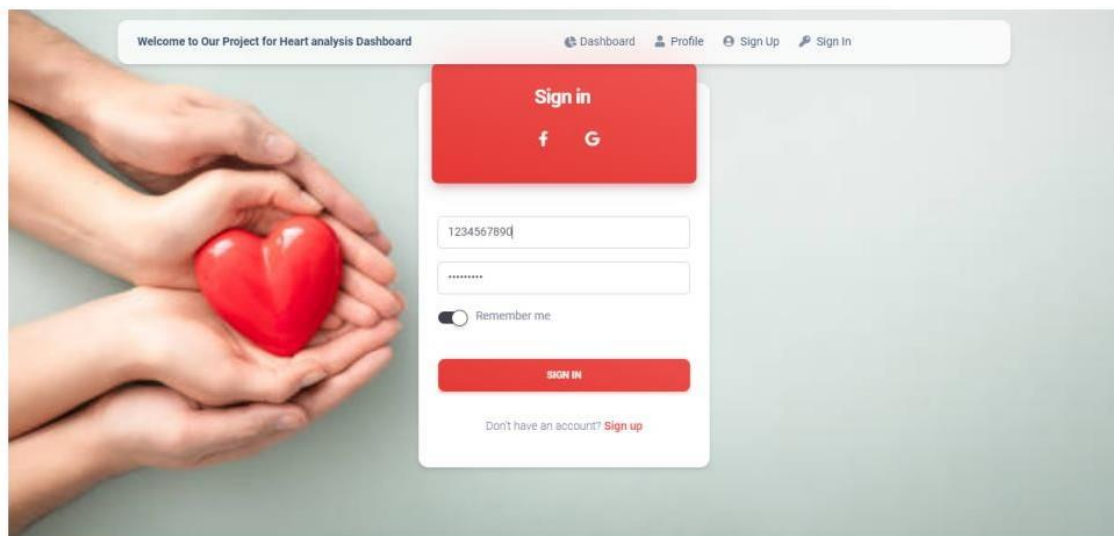 Welcome to Our Project for Heart analysis Dashboard Dashboard Profile Sign Up Sign In
Sign in
f G
1234567890
•••••••••
Remember me
SIGN IN
Don't have an account? Sign up